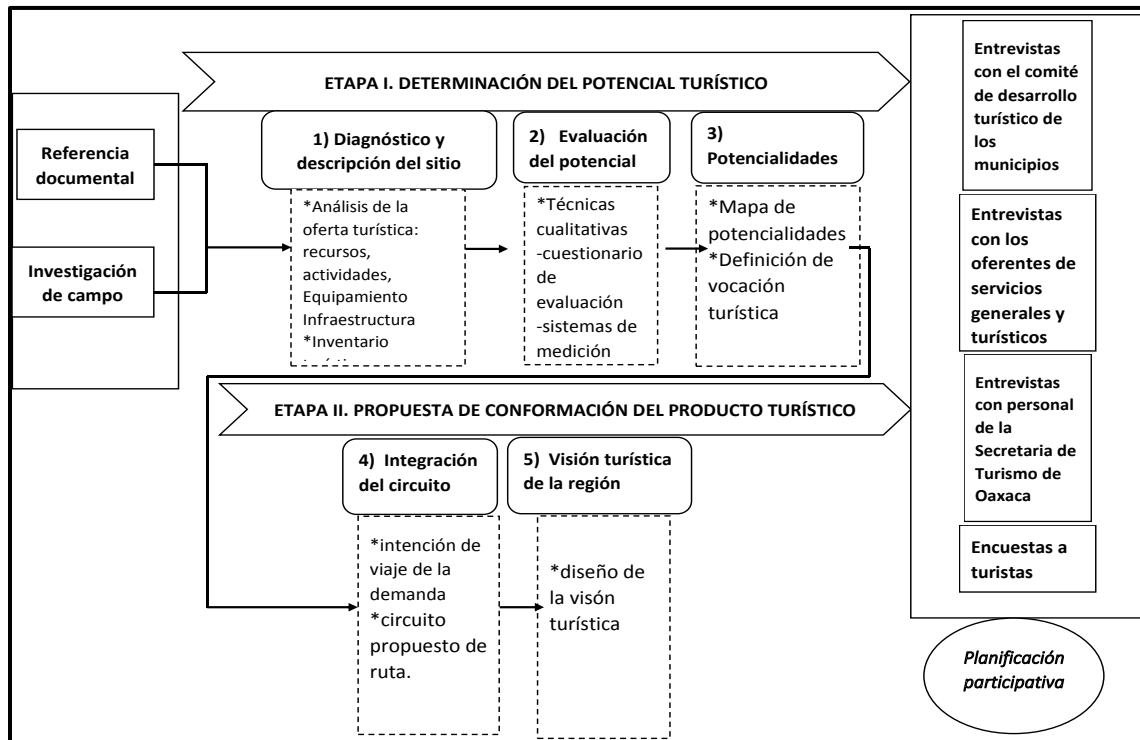 ETAPA I. DETERMINACIÓN DEL POTENCIAL TURÍSTICO
Referencia
documental
Investigación
de campo
1) Diagnóstico y
descripción del sitio
*Análisis de la
oferta turística:
recursos,
actividades,
Equipamiento
Infraestructura
*Inventario
2) Evaluación
del potencial
*Técnicas
cualitativas
-cuestionario
de
evaluación
-sistemas de
medición
3)
Potencialidades
*Mapa de
potencialidades
*Definición de
vocación
turística
ETAPA II. PROPUESTA DE CONFORMACIÓN DEL PRODUCTO TURÍSTICO
4) Integración
del circuito
*intención de
viaje de la
demanda
*circuito
propuesto de
ruta.
5) Visión turística
de la región
*diseño de
la visón
turística
Entrevistas
con el comité
de desarrollo
turístico de
los
municipios
Entrevistas
con los
oferentes de
servicios
generales y
turísticos
Entrevistas
con personal
de la
Secretaria de
Turismo de
Oaxaca
Encuestas a
turistas
Planificación
participativa